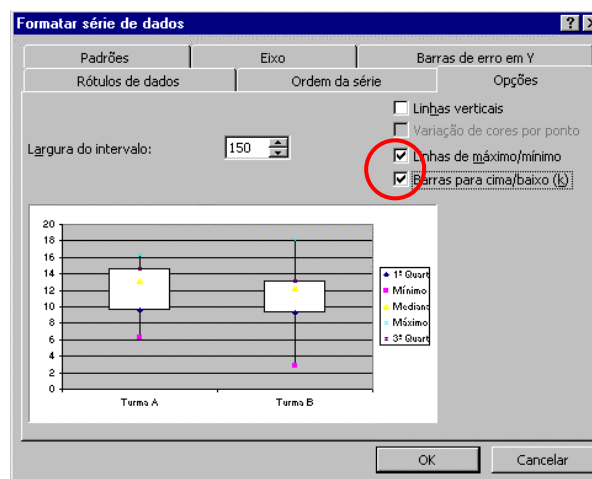 Formatar série de dados
Padrões Eixo Barras de erro em Y
Rótulos de dados Ordem da série Opções
Linhas verticais
Variação de cores por ponto
Largura do intervalo: 150
Linhas de máximo/mínimo
Barras para cima/baixo (k)
20
18
16
14
12
10
8
6
4
2
0
Turma A Turma B
1º Quart
Mínimo
Median
Máximo
3º Quart
OK Cancelar